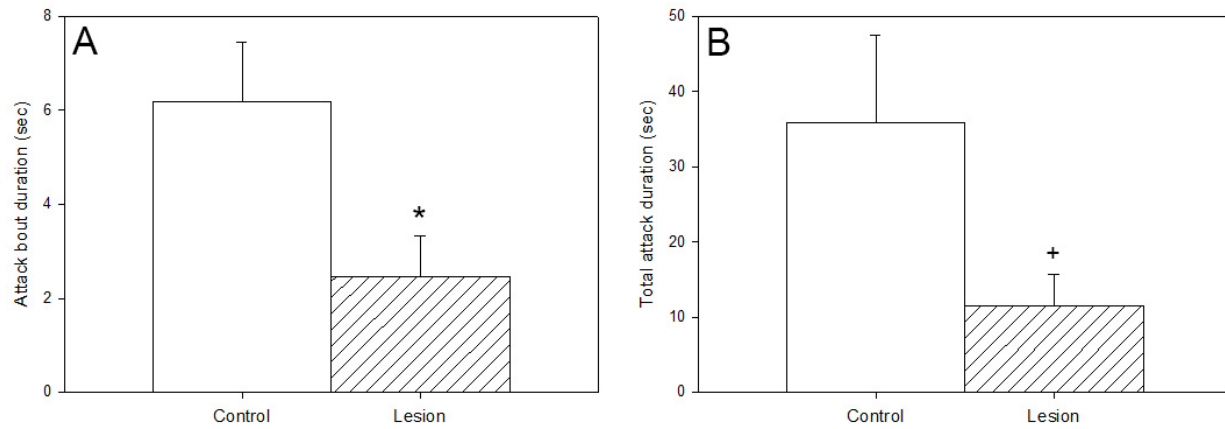 A
Attack bout duration (sec)
8
6
4
2
0
*
Control Lesion
B
Total attack duration (sec)
50
40
30
20
10
0
+
Control Lesion